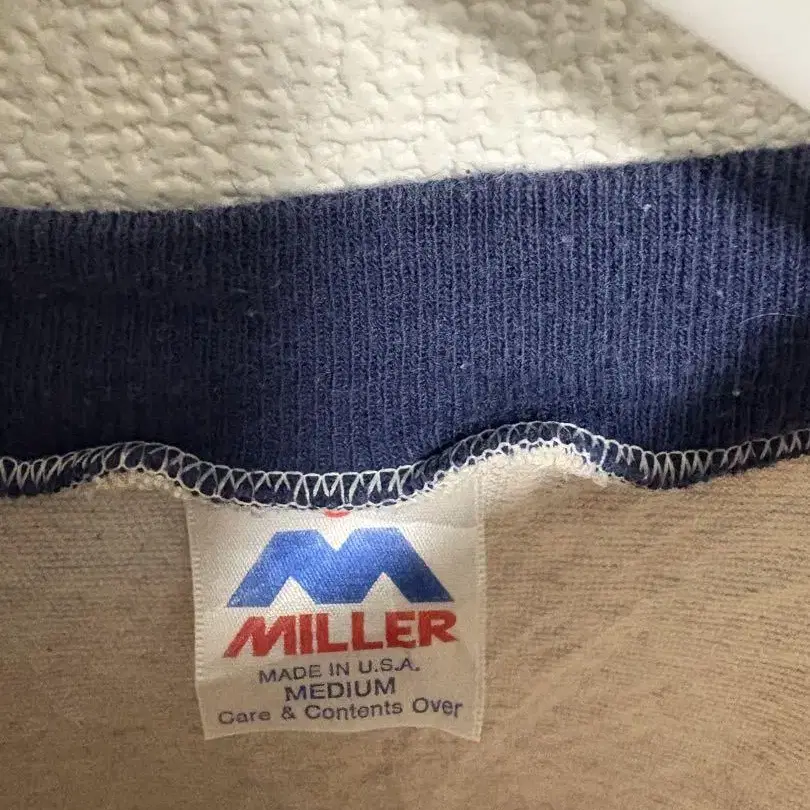 MILLER
MADE IN U.S.A.
MEDIUM
Care & Contents Over